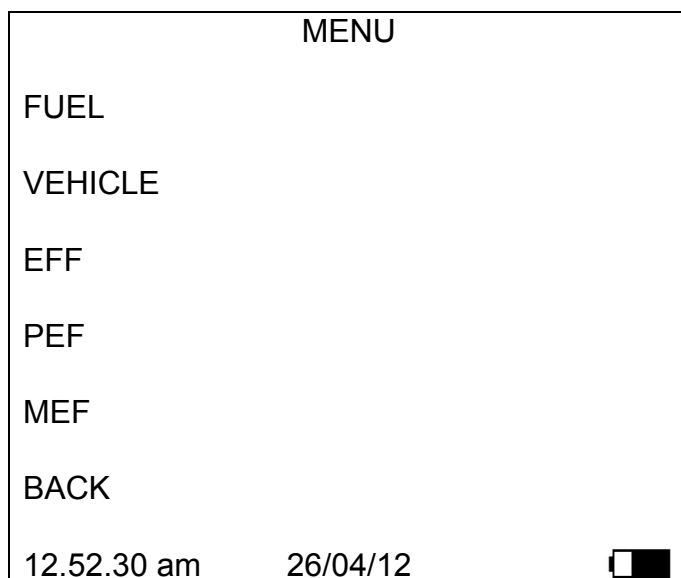 MENU
FUEL
VEHICLE
EFF
PEF
MEF
BACK
12.52.30 am 26/04/12